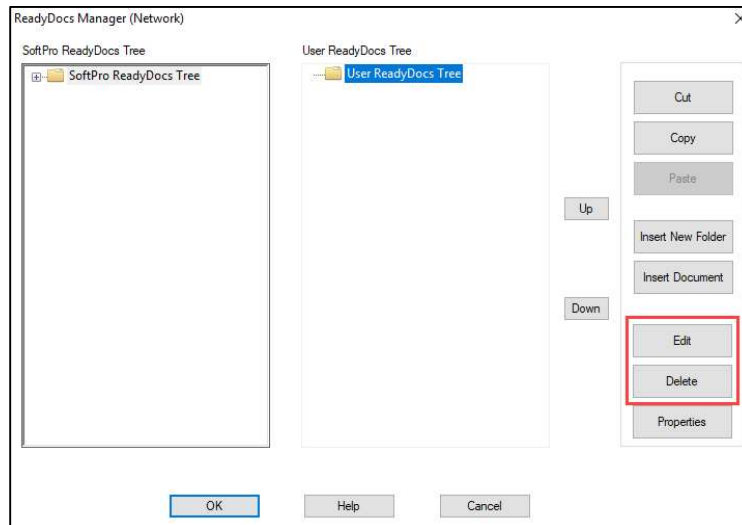 ReadyDocs Manager (Network)
SoftPro ReadyDocs Tree
User ReadyDocs Tree
SoftPro ReadyDocs Tree
User ReadyDocs Tree
Cut
Copy
Paste
Up
Insert New Folder
Insert Document
Down
Edit
Delete
Properties
OK
Help
Cancel